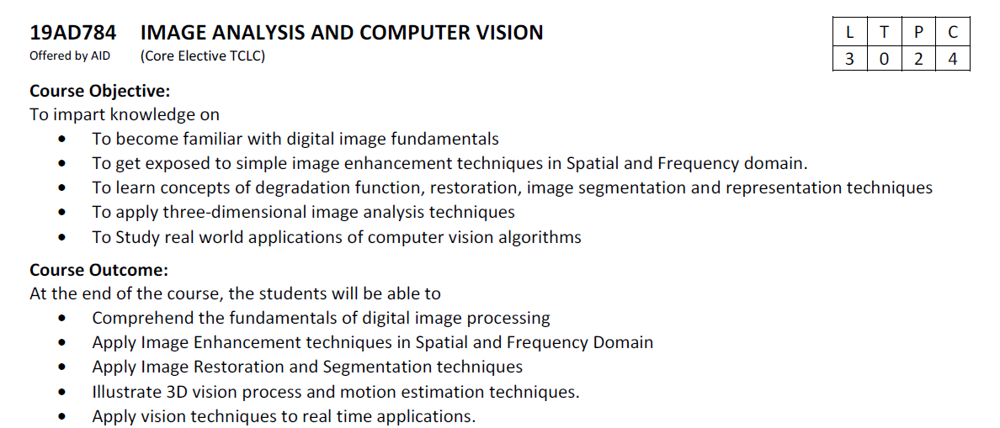 19AD784 IMAGE ANALYSIS AND COMPUTER VISION
Offered by AID (Core Elective TCLC)
L T P C
3 0 2 4
Course Objective:
To impart knowledge on
• To become familiar with digital image fundamentals
• To get exposed to simple image enhancement techniques in Spatial and Frequency domain.
• To learn concepts of degradation function, restoration, image segmentation and representation techniques
• To apply three-dimensional image analysis techniques
• To Study real world applications of computer vision algorithms
Course Outcome:
At the end of the course, the students will be able to
• Comprehend the fundamentals of digital image processing
• Apply Image Enhancement techniques in Spatial and Frequency Domain
• Apply Image Restoration and Segmentation techniques
• Illustrate 3D vision process and motion estimation techniques.
• Apply vision techniques to real time applications.